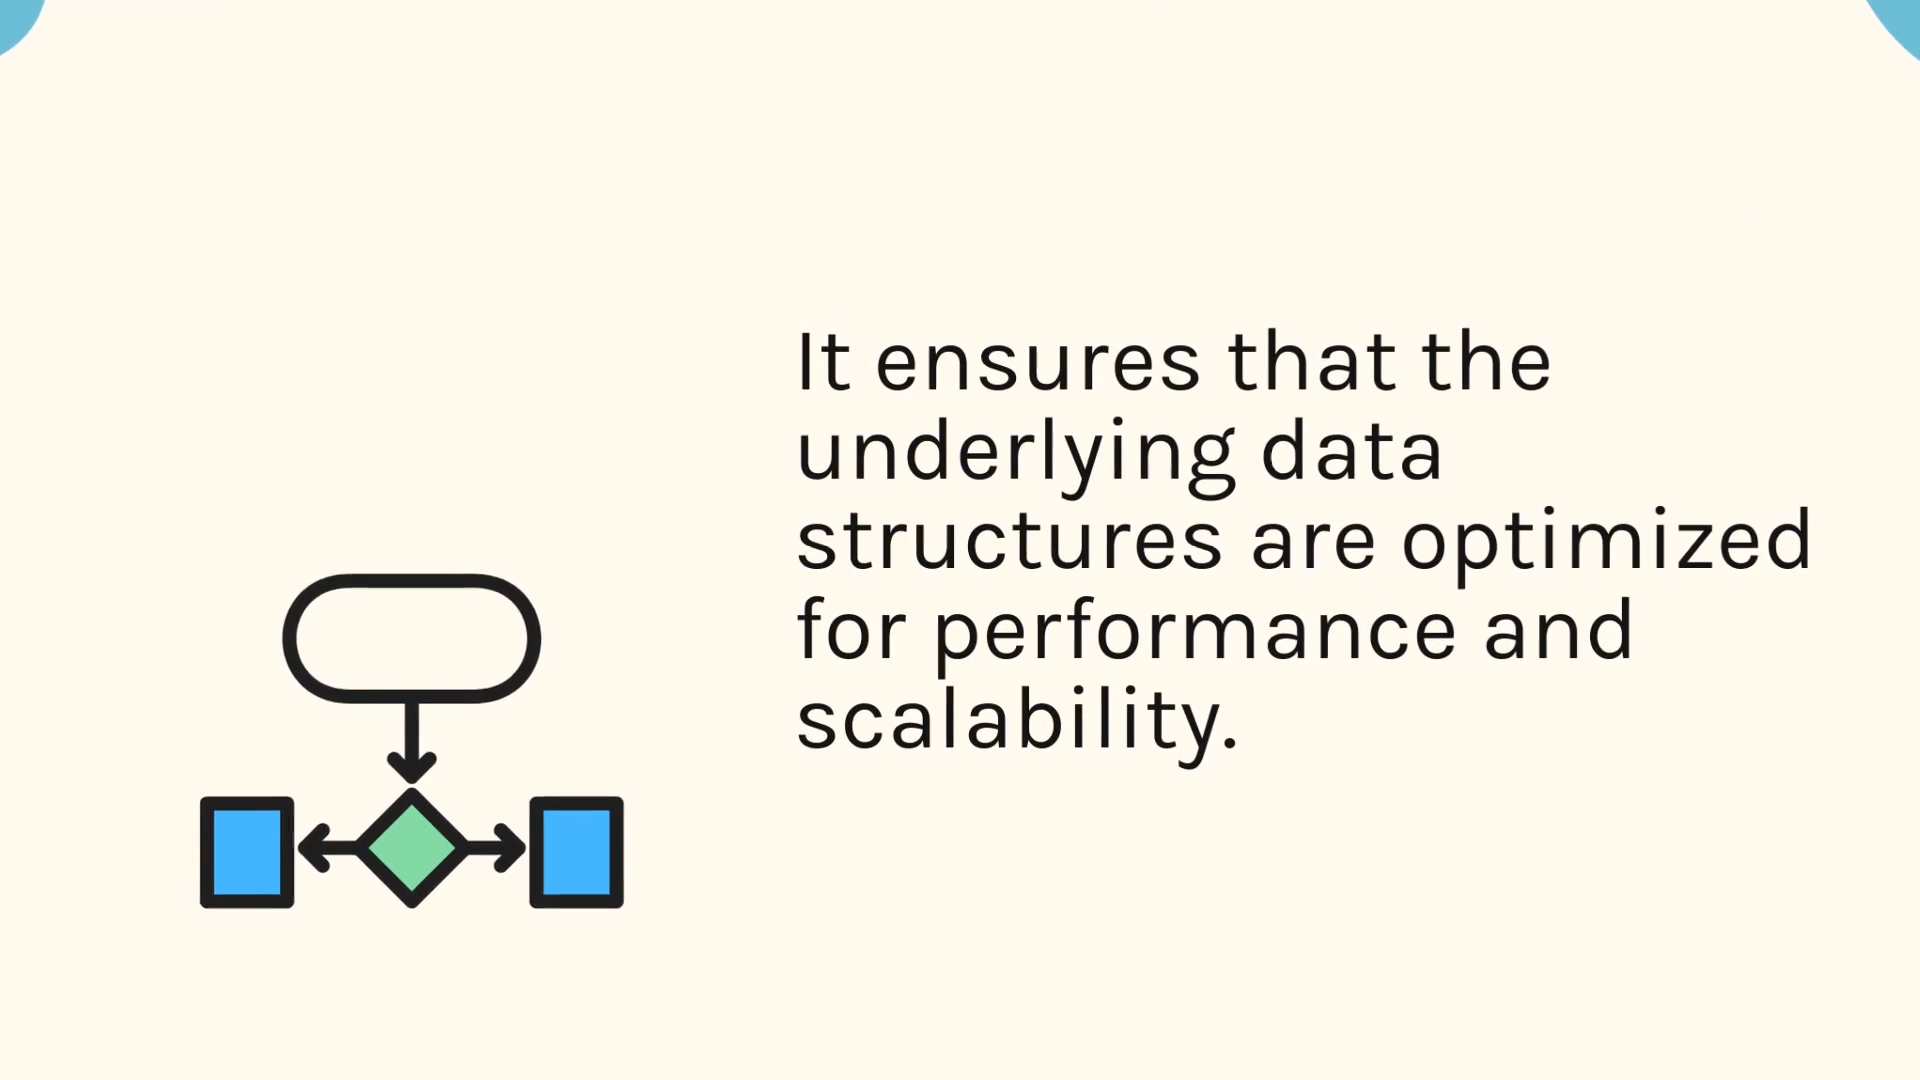 It ensures that the
underlying data
structures are optimized
for performance and
scalability.